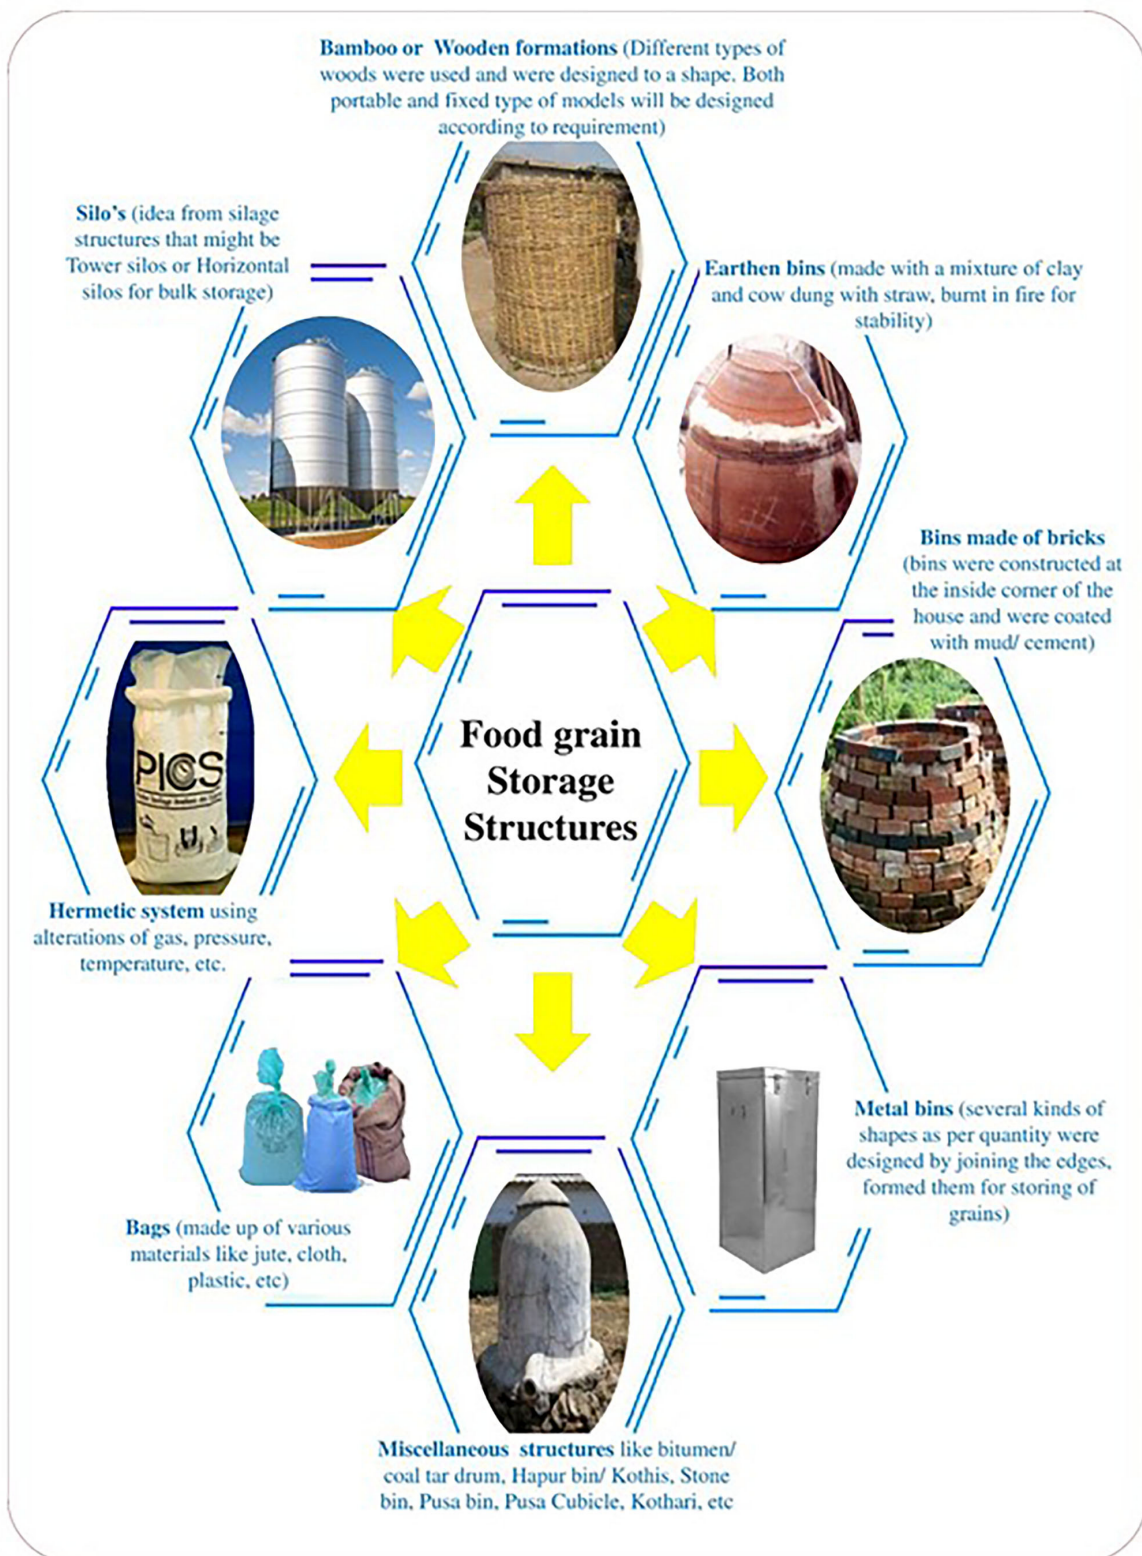 Bamboo or Wooden formations (Different types of
woods were used and were designed to a shape. Both
portable and fixed type of models will be designed
according to requirement)
Silo's (idea from silage
structures that might be
Tower silos or Horizontal
silos for bulk storage)
Earthen bins (made with a mixture of clay
and cow dung with straw, burnt in fire for
stability)
Bins made of bricks
(bins were constructed at
the inside corner of the
house and were coated
with mud/ cement)
Food grain
Storage
Structures
PICS
Hermetic system using
alterations of gas, pressure,
temperature, etc.
Metal bins (several kinds of
shapes as per quantity were
designed by joining the edges,
formed them for storing of
grains)
Bags (made up of various
materials like jute, cloth,
plastic, etc)
Miscellaneous structures like bitumen/
coal tar drum, Hapur bin/ Kothis, Stone
bin, Pusa bin, Pusa Cubicle, Kothari, etc